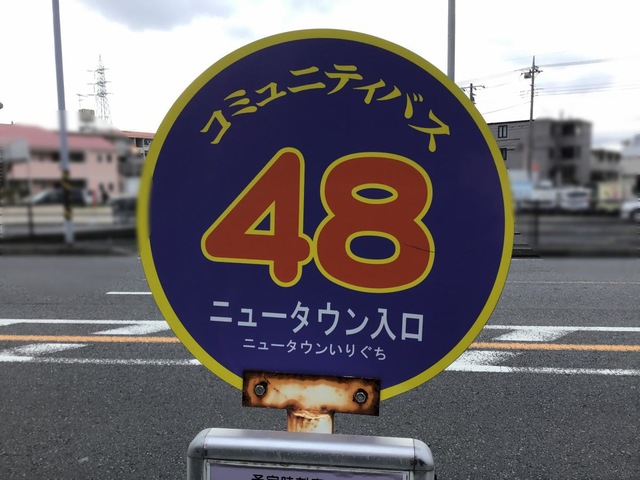 コミュニティバス
48
ニュータウン入口
ニュータウンいりぐち